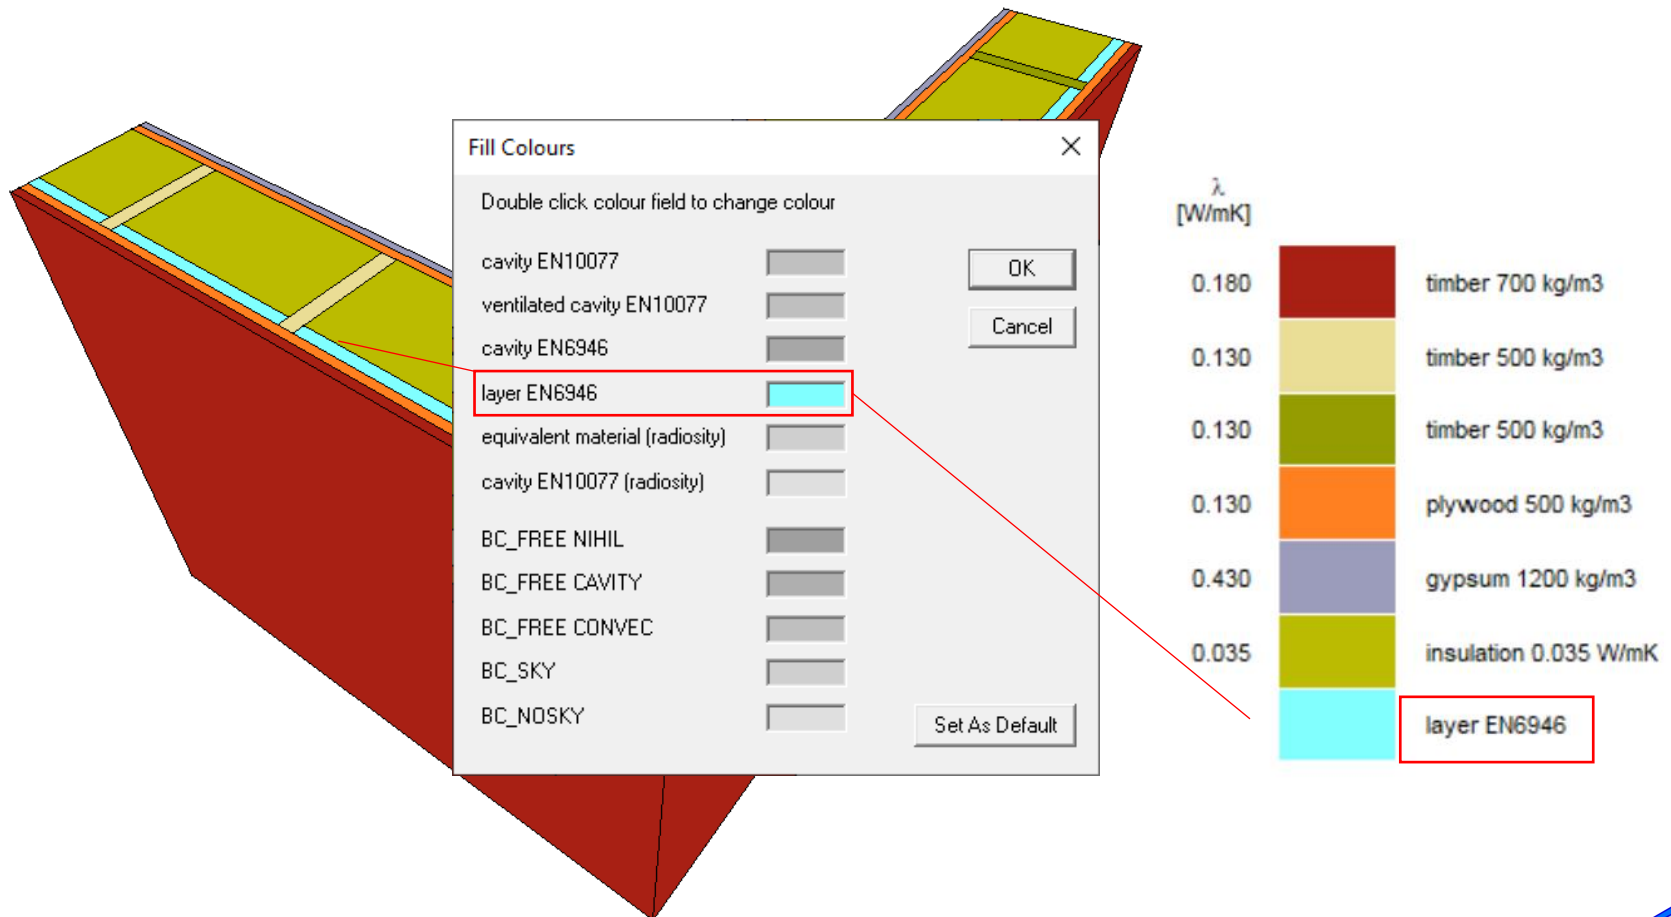 Fill Colours
Double click colour field to change colour
cavity EN10077
ventilated cavity EN10077
cavity EN6946
layer EN6946
equivalent material (radiosity)
cavity EN10077 (radiosity)
BC_FREE NIHIL
BC_FREE CAVITY
BC_FREE CONVEC
BC_SKY
BC_NOSKY
OK
Cancel
Set As Default
λ
[W/mK]
0.180 timber 700 kg/m3
0.130 timber 500 kg/m3
0.130 timber 500 kg/m3
0.130 plywood 500 kg/m3
0.430 gypsum 1200 kg/m3
0.035 insulation 0.035 W/mK
layer EN6946